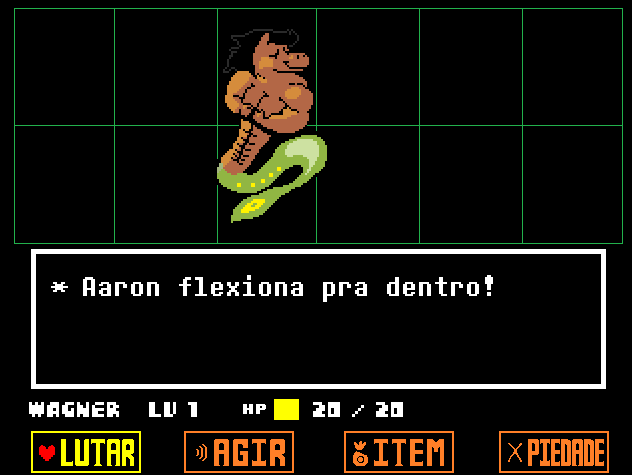 * Aaron flexiona pra dentro!
WAGNER LV 1 HP 20 / 20
LUTAR AGIR ITEM PIEDADE